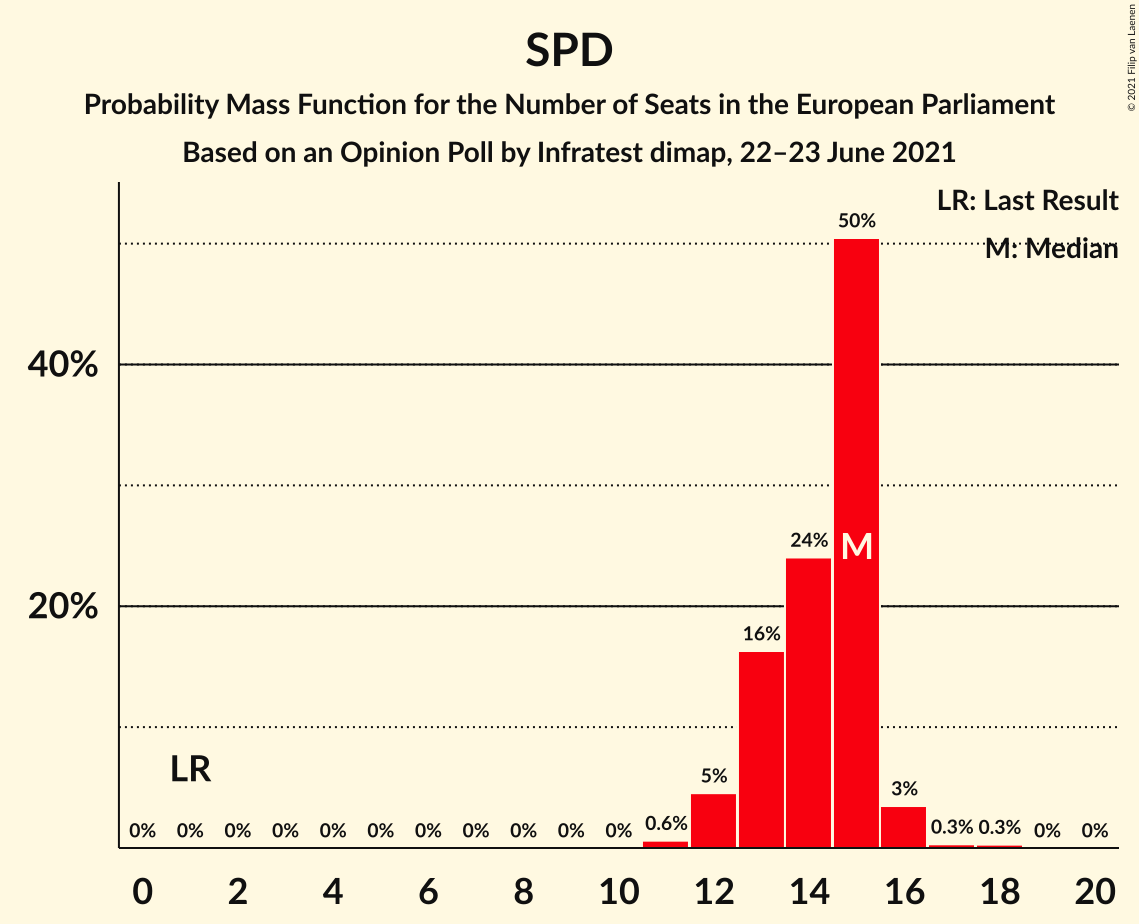 SPD
Probability Mass Function for the Number of Seats in the European Parliament
Based on an Opinion Poll by Infratest dimap, 22–23 June 2021
© 2021 Filip van Laenen
LR: Last Result
M: Median
40%
20%
LR
M
0% 0% 0% 0% 0% 0% 0% 0% 0% 0% 0% 0.6% 5% 16% 24% 50% 3% 0.3% 0.3% 0% 0%
0 2 4 6 8 10 12 14 16 18 20